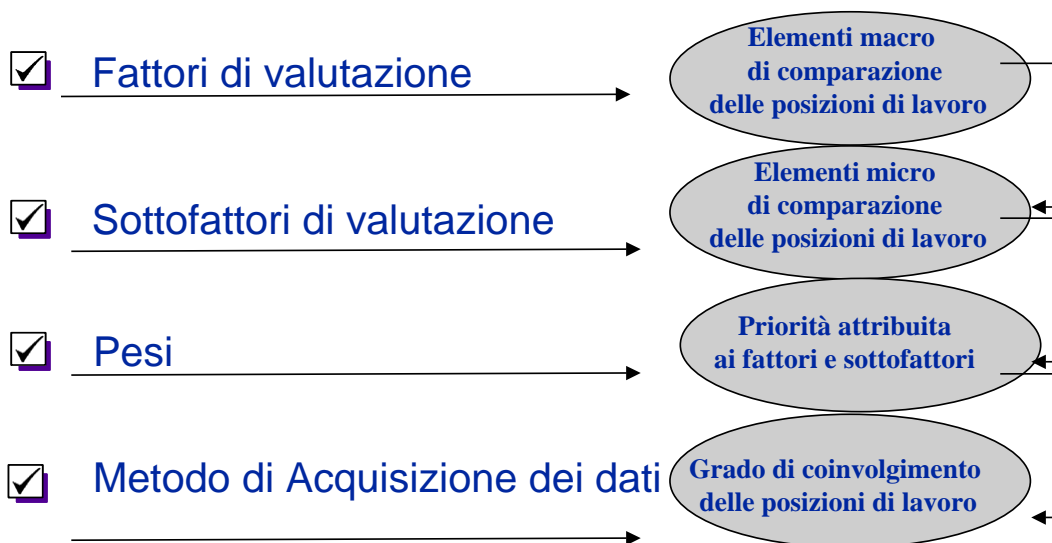 Fattori di valutazione
Elementi macro
di comparazione
delle posizioni di lavoro
Sottofattori di valutazione
Elementi micro
di comparazione
delle posizioni di lavoro
Pesi
Priorità attribuita
ai fattori e sottofattori
Metodo di Acquisizione dei dati
Grado di coinvolgimento
delle posizioni di lavoro